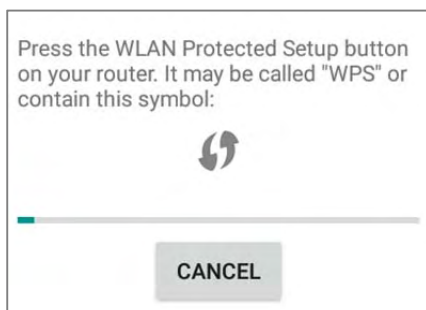 Press the WLAN Protected Setup button
on your router. It may be called "WPS" or
contain this symbol:
CANCEL